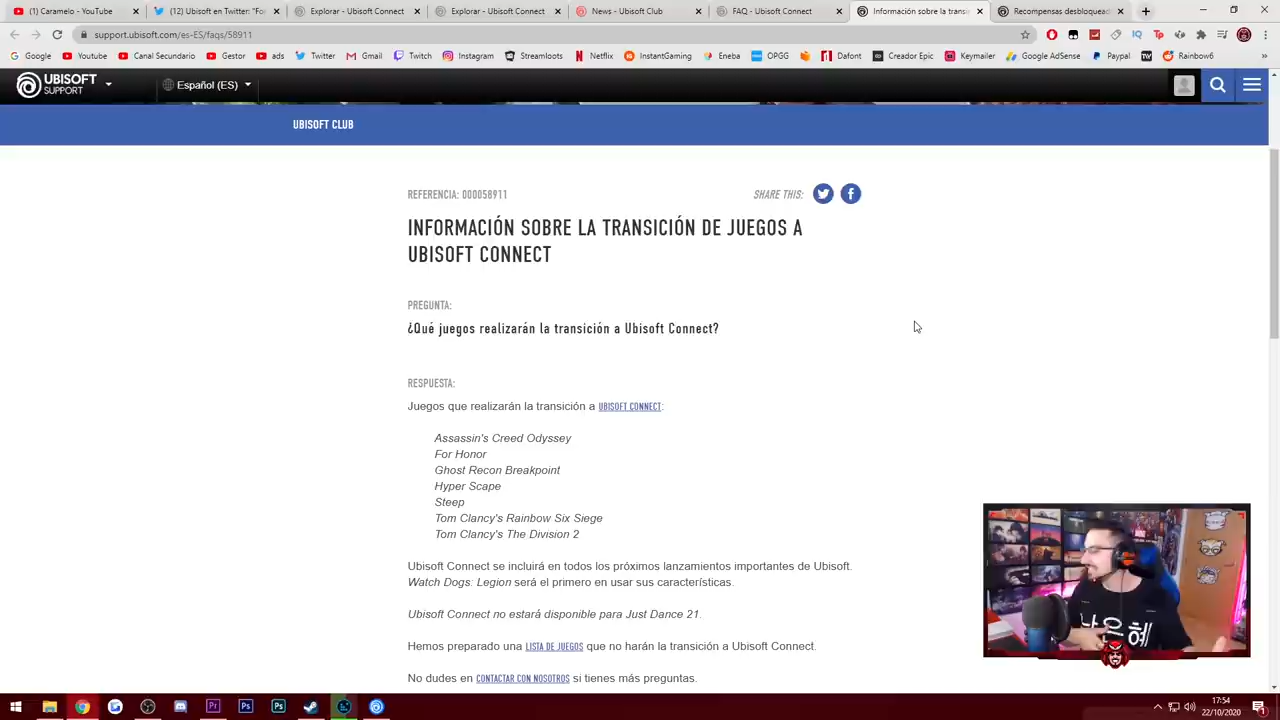 Caramelo - YouTube
(12) Ubisoft en Twitter: "Fo
Explorar - Ubisoft Connect
Explorar - Ubisoft Connect
News - Ubisoft Club
Ubisoft Connect
Información sobre la transi
Recompensas desbloquead
support.ubisoft.com/es-ES/faqs/58911
Google
Youtube
Canal Secundario
Gestor
ads
Twitter
Gmail
Twitch
Instagram
Streamloots
Netflix
InstantGaming
Eneba
OPGG
Dafont
Creador Epic
Keymailer
Paypal
TW
Rainbow6
UBISOFT
SUPPORT
Español (ES)
UBISOFT CLUB
REFERENCIA: 000058911
SHARE THIS:
INFORMACIÓN SOBRE LA TRANSICIÓN DE JUEGOS A
UBISOFT CONNECT
PREGUNTA:
¿Qué juegos realizarán la transición a Ubisoft Connect?
RESPUESTA:
Juegos que realizarán la transición a UBISOFT CONNECT:
Assassin's Creed Odyssey
For Honor
Ghost Recon Breakpoint
Hyper Scape
Steep
Tom Clancy's Rainbow Six Siege
Tom Clancy's The Division 2
Ubisoft Connect se incluirá en todos los próximos lanzamientos importantes de Ubisoft.
Watch Dogs: Legion será el primero en usar sus características.
Ubisoft Connect no estará disponible para Just Dance 21.
Hemos preparado una LISTA DE JUEGOS que no harán la transición a Ubisoft Connect.
No dudes en CONTACTAR CON NOSOTROS si tienes más preguntas.
나은혜
17:54
22/10/2020